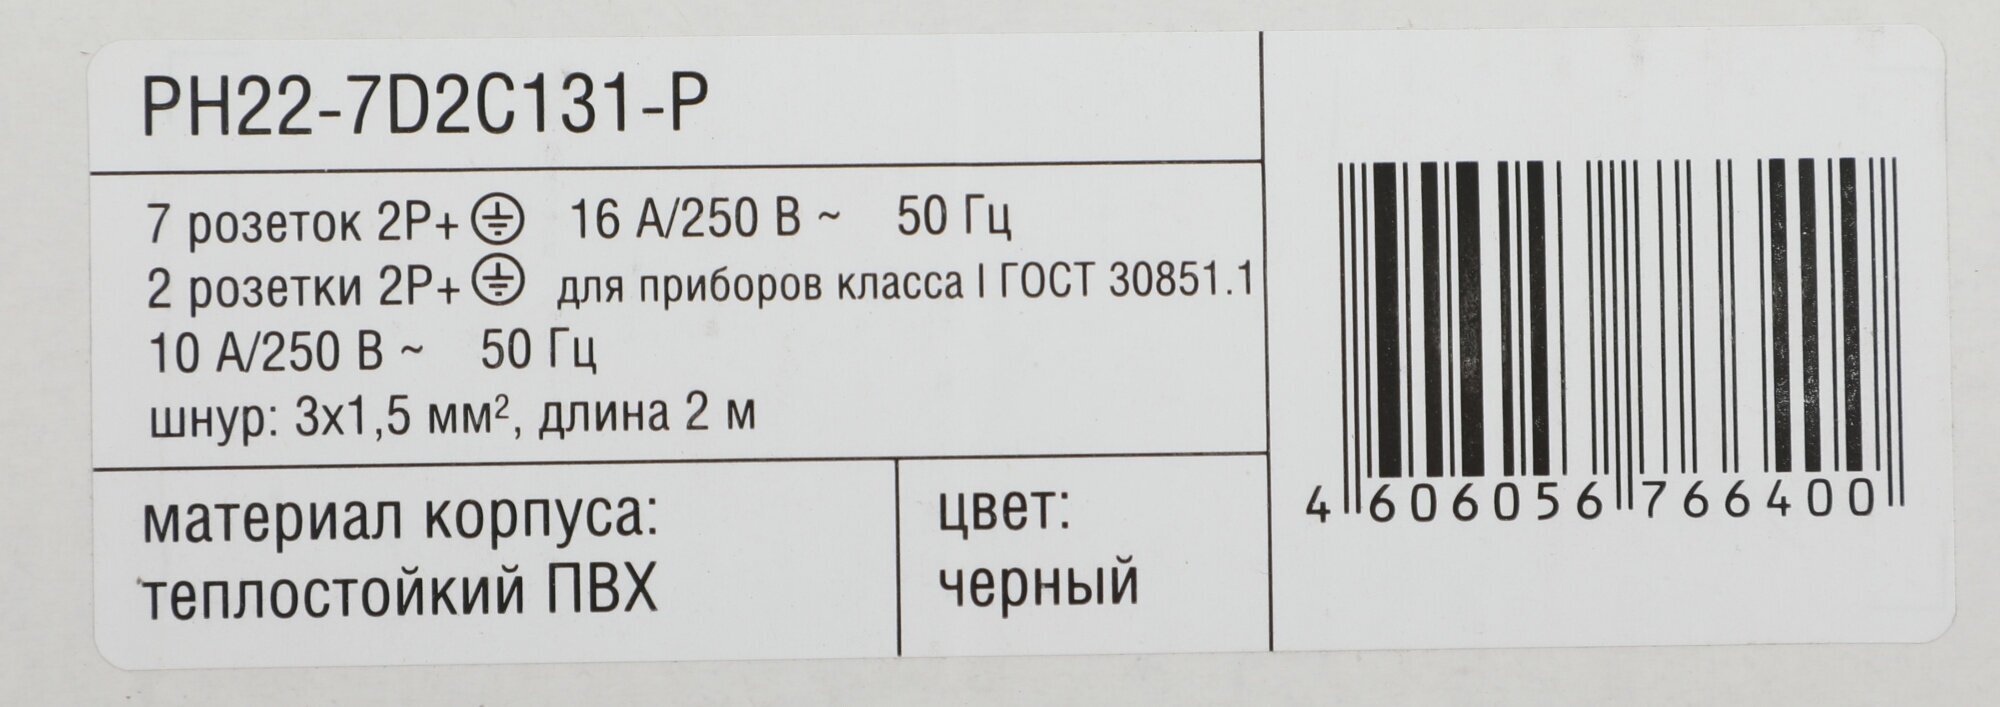 PH22-7D2C131-P
7 розеток 2P+⏚ 16 А/250 В ~ 50 Гц
2 розетки 2P+⏚ для приборов класса I ГОСТ 30851.1
10 А/250 В ~ 50 Гц
шнур: 3х1,5 мм², длина 2 м
материал корпуса:
теплостойкий ПВХ
цвет:
черный
4 606056 766400